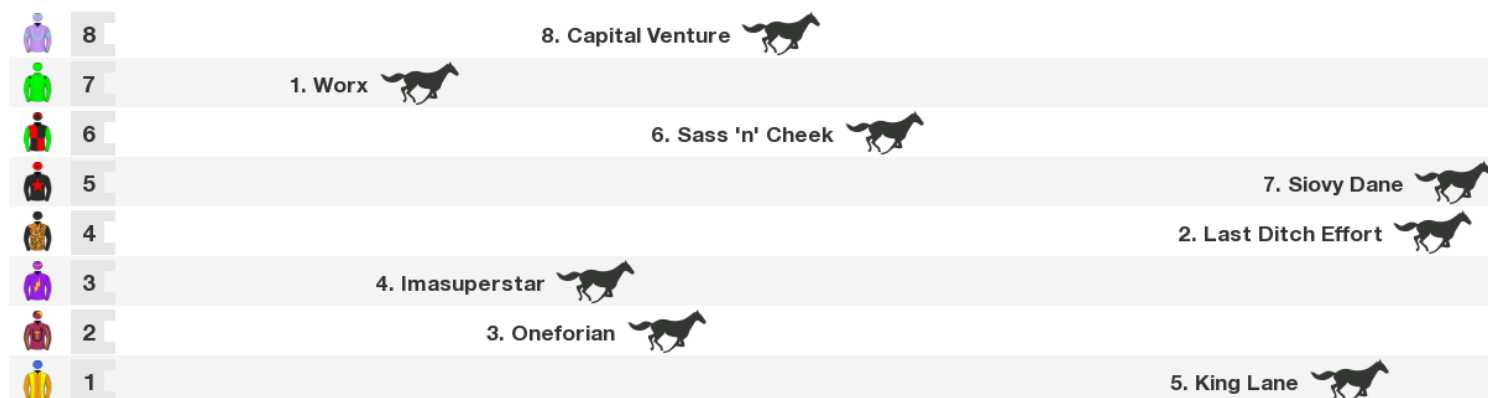 8 8. Capital Venture
7 1. Worx
6 6. Sass 'n' Cheek
5 7. Siovy Dane
4 2. Last Ditch Effort
3 4. Imasuperstar
2 3. Oneforian
1 5. King Lane